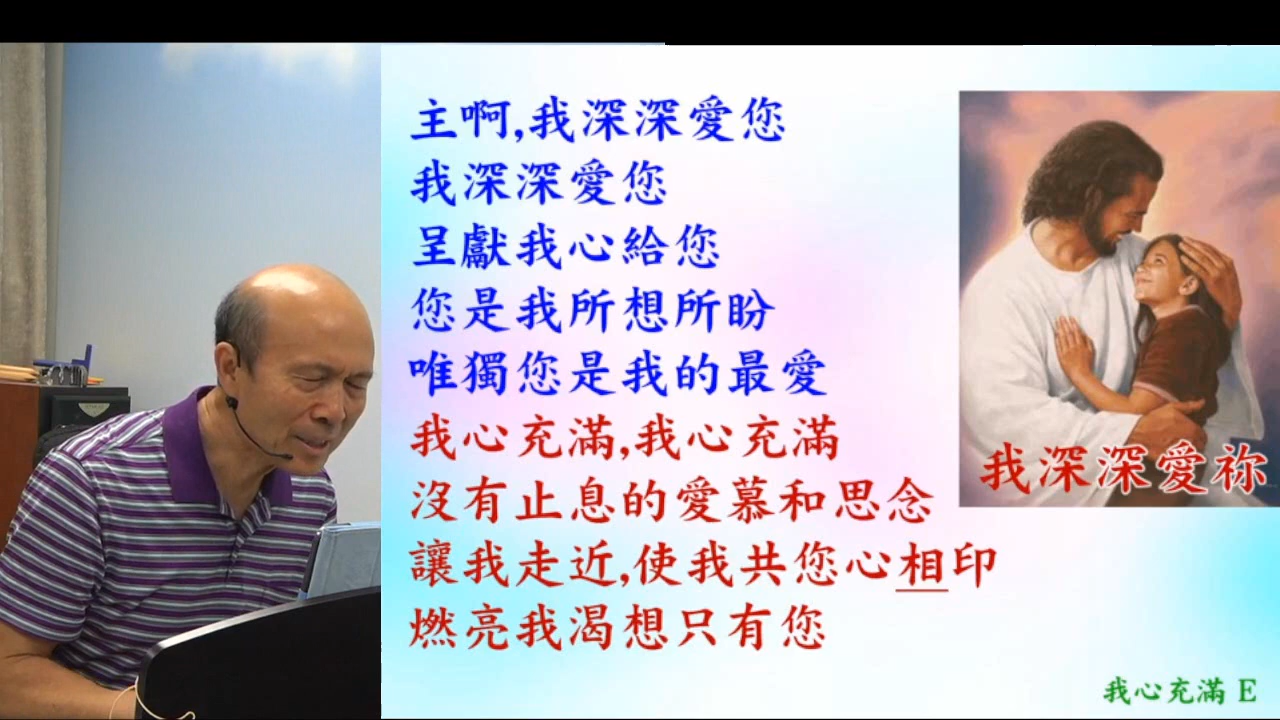 主啊,我深深愛您
我深深愛您
呈獻我心給您
您是我所想所盼
唯獨您是我的最愛
我心充滿,我心充滿
沒有止息的愛慕和思念
讓我走近,使我共您心相印
燃亮我渴想只有您
我深深愛祢
我心充滿 E